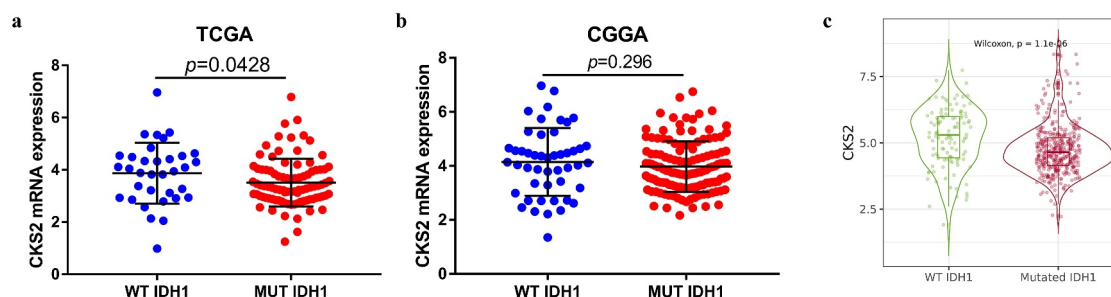 a
TCGA
p=0.0428
CKS2 mRNA expression
8
6
4
2
0
WT IDH1
MUT IDH1
b
CGGA
p=0.296
CKS2 mRNA expression
8
6
4
2
0
WT IDH1
MUT IDH1
c
Wilcoxon, p = 1.1e-06
CKS2
7.5
5.0
2.5
WT IDH1
Mutated IDH1